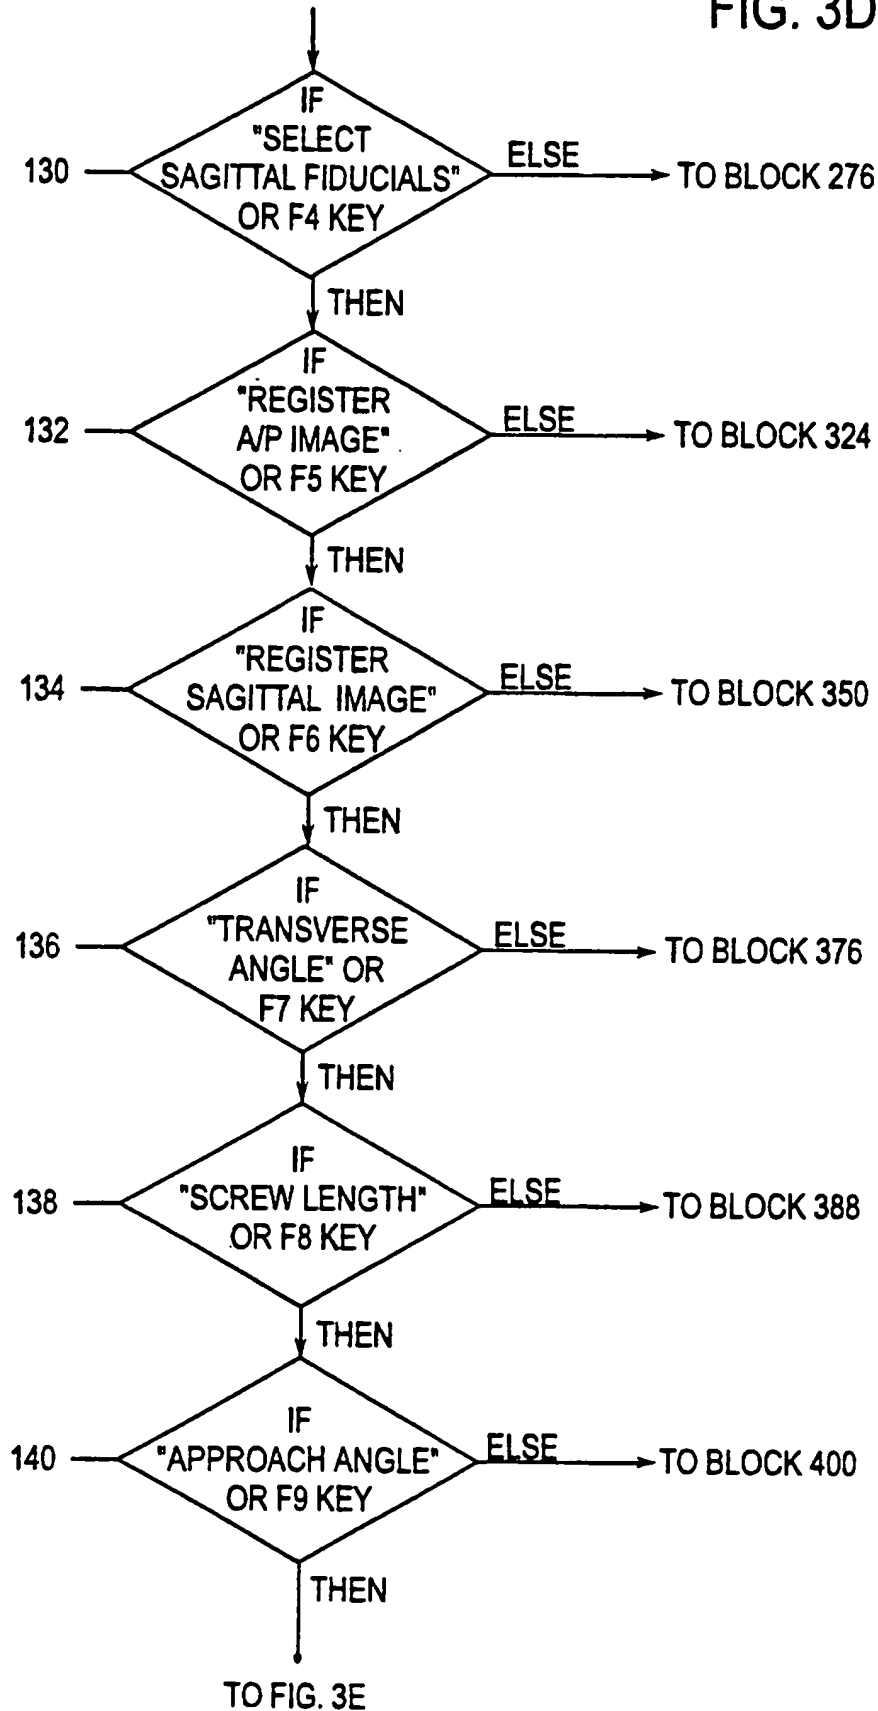 FIG. 3D
IF
"SELECT
SAGITTAL FIDUCIALS"
OR F4 KEY
130
ELSE
TO BLOCK 276
THEN
IF
"REGISTER
A/P IMAGE"
OR F5 KEY
132
ELSE
TO BLOCK 324
THEN
IF
"REGISTER
SAGITTAL IMAGE"
OR F6 KEY
134
ELSE
TO BLOCK 350
THEN
IF
"TRANSVERSE
ANGLE" OR
F7 KEY
136
ELSE
TO BLOCK 376
THEN
IF
"SCREW LENGTH"
OR F8 KEY
138
ELSE
TO BLOCK 388
THEN
IF
"APPROACH ANGLE"
OR F9 KEY
140
ELSE
TO BLOCK 400
THEN
TO FIG. 3E